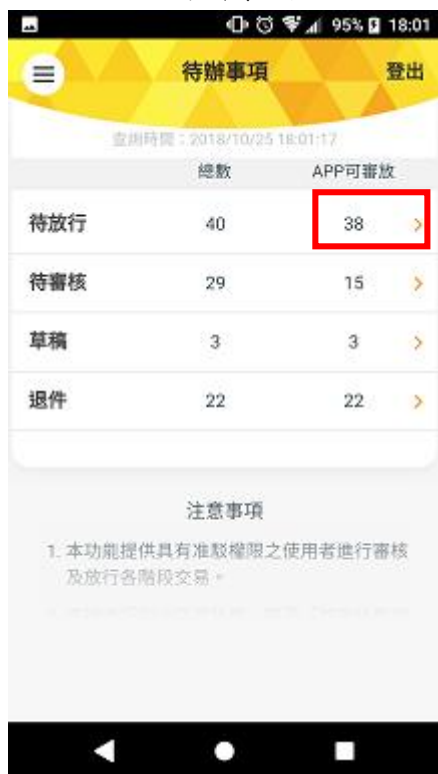 95% 18:01
待辦事項 登出
查詢時間：2018/10/25 18:01:17
總數 APP可審放
待放行 40 38
待審核 29 15
草稿 3 3
退件 22 22
注意事項
1. 本功能提供具有准駁權限之使用者進行審核
及放行各階段交易。